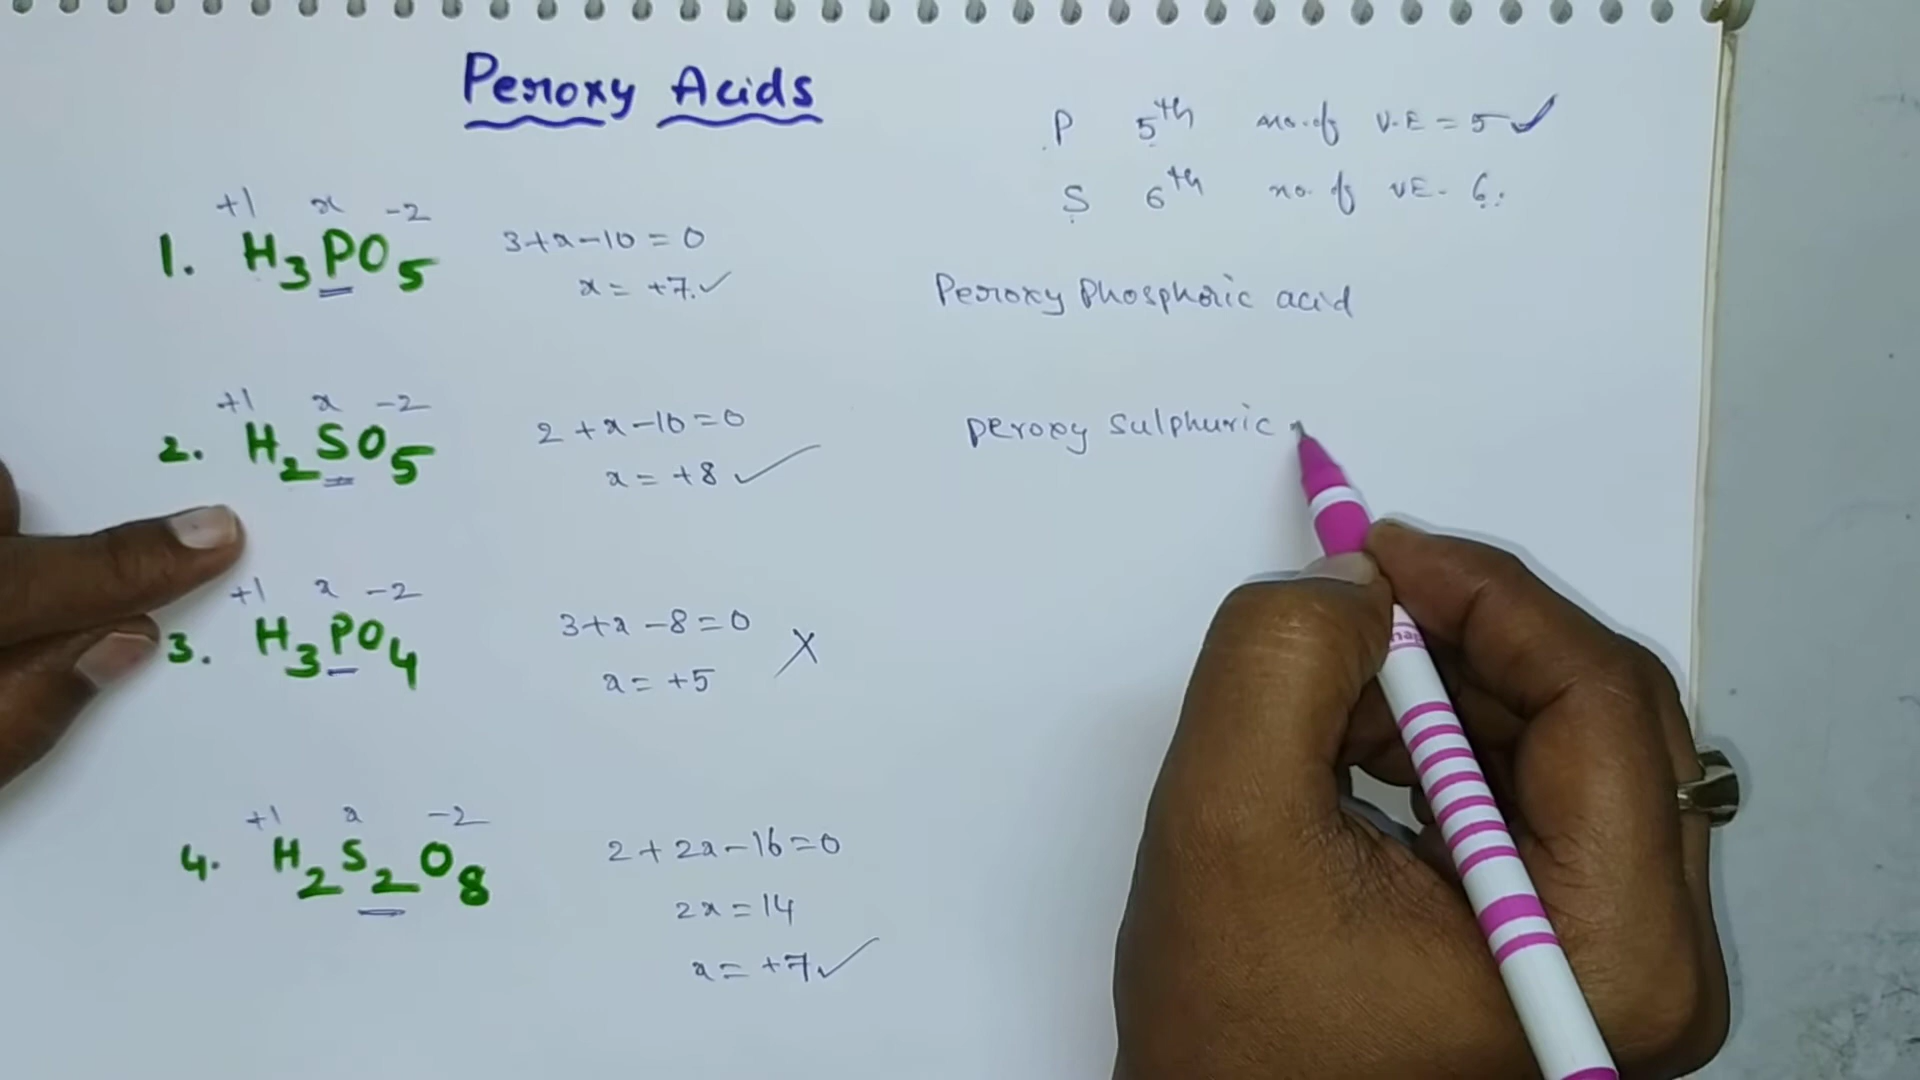 Peroxy Acids
P 5th no. of V.E = 5 ✓
S 6th no. of VE - 6.
+1 x -2
1. H3PO5 3+x-10=0
x = +7. ✓
Peroxy Phosphoric acid
+1 x -2
2. H2SO5 2+x-10=0
x = +8 ✓
peroxy sulphuric
+1 x -2
3. H3PO4 3+x-8=0 X
x = +5
+1 x -2
4. H2S2O8 2+2x-16=0
2x=14
x = +7 ✓